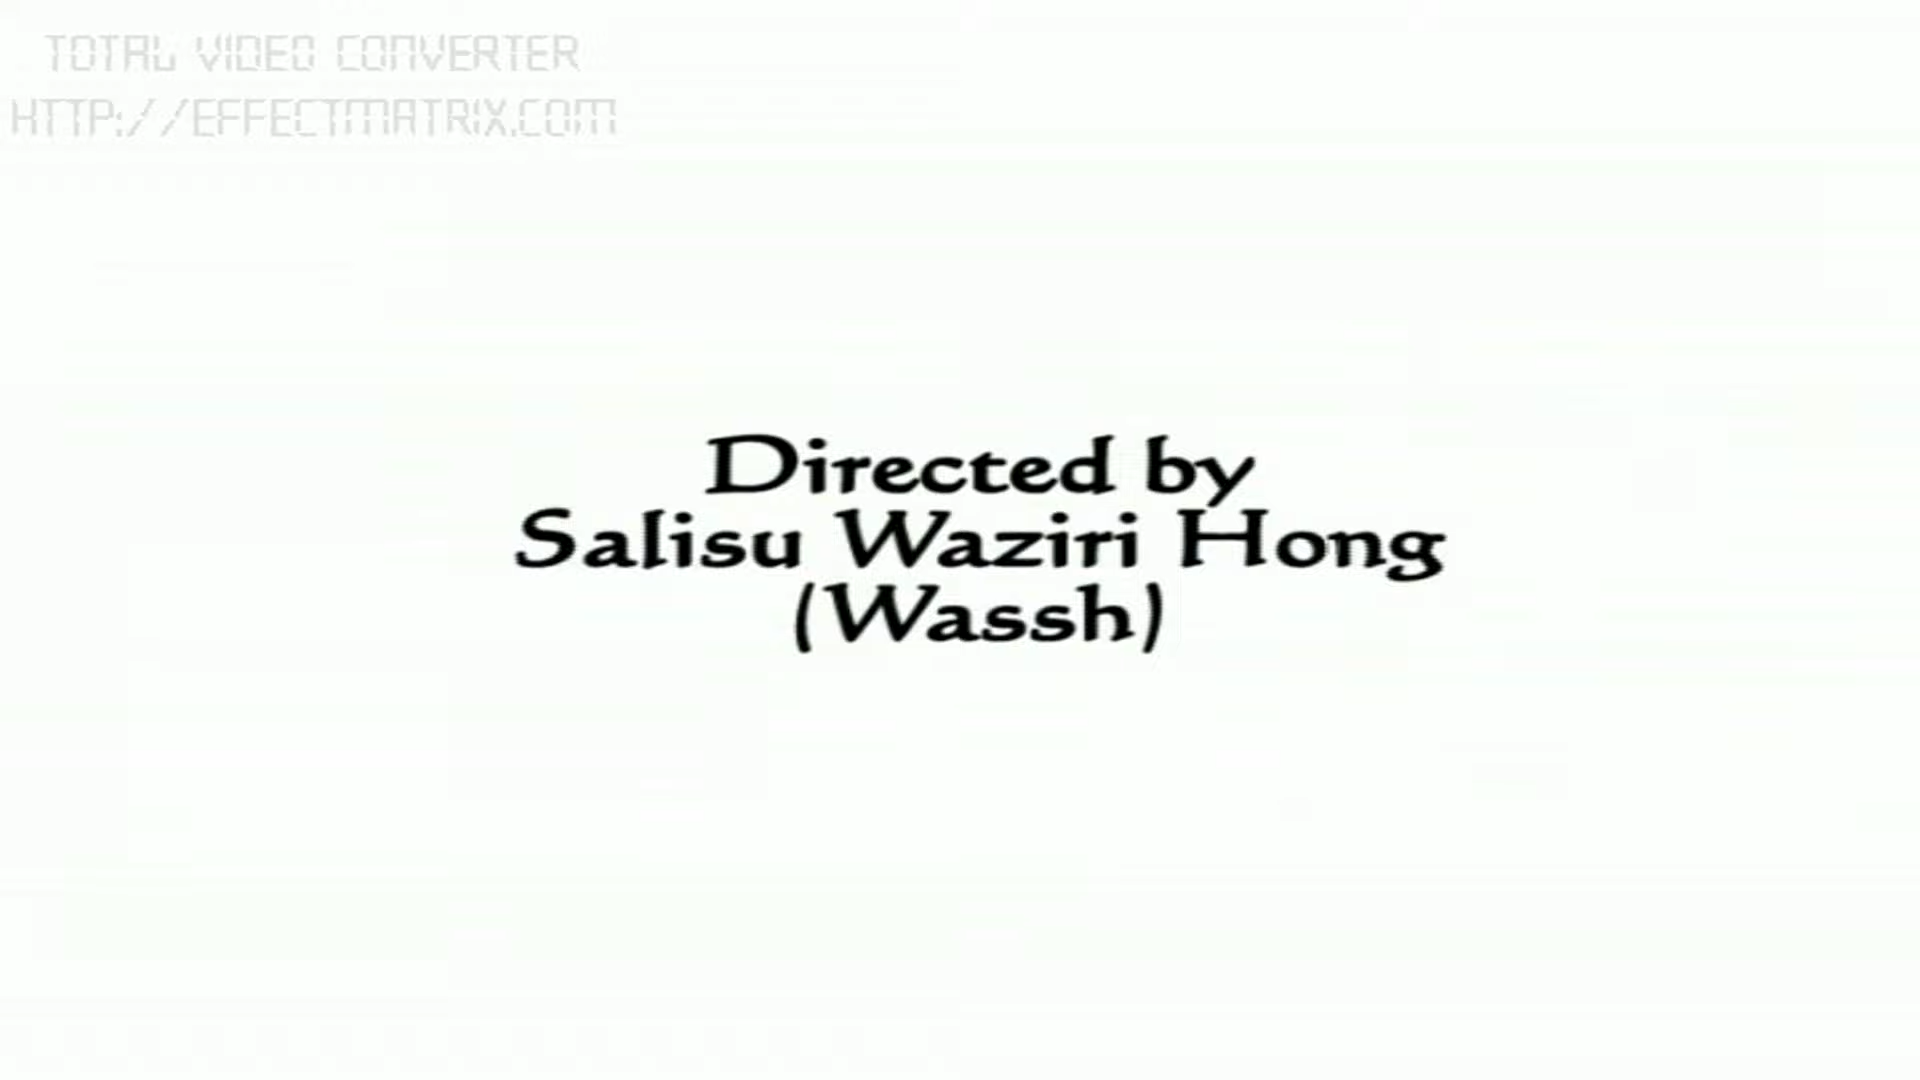 TOTAL VIDEO CONVERTER
HTTP://EFFECTMATRIX.COM
Directed by
Salisu Waziri Hong
(Wassh)